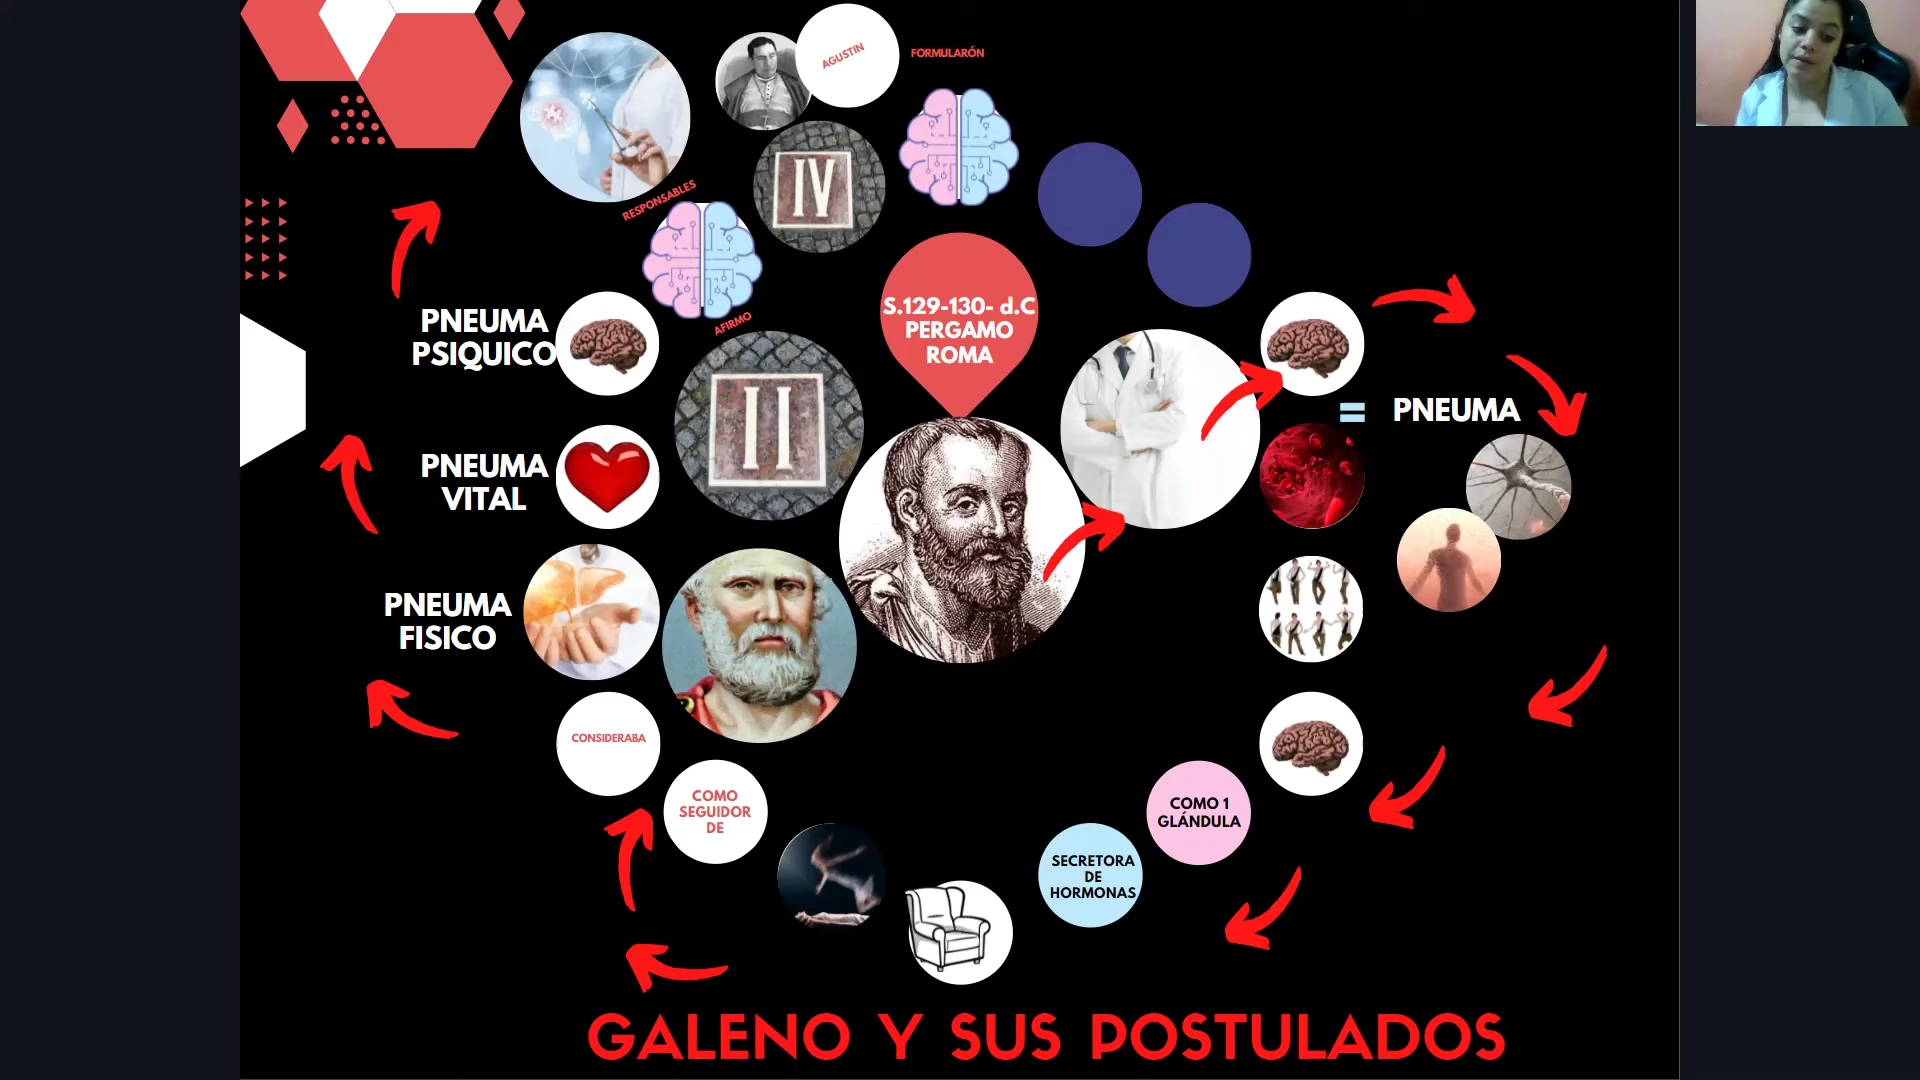 AGUSTIN
FORMULARÓN
IV
RESPONSABLES
S.129-130- d.C
PERGAMO
ROMA
PNEUMA
PSIQUICO
AFIRMO
II
= PNEUMA
PNEUMA
VITAL
PNEUMA
FISICO
CONSIDERABA
COMO
SEGUIDOR
DE
COMO 1
GLÁNDULA
SECRETORA
DE
HORMONAS
GALENO Y SUS POSTULADOS